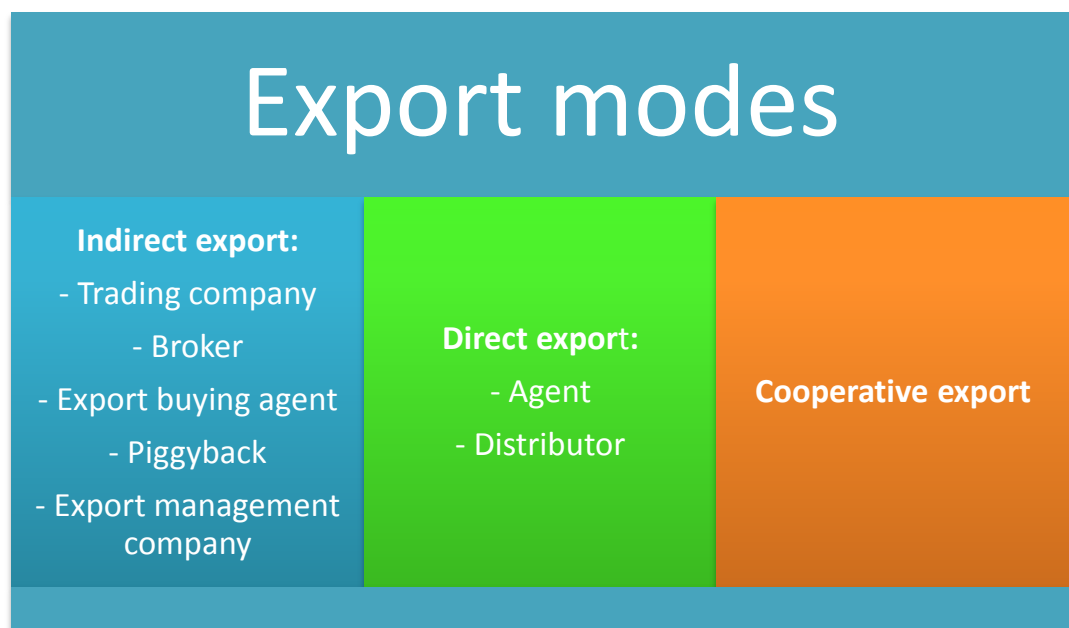 Export modes
Indirect export:
- Trading company
- Broker
- Export buying agent
- Piggyback
- Export management
company
Direct export:
- Agent
- Distributor
Cooperative export